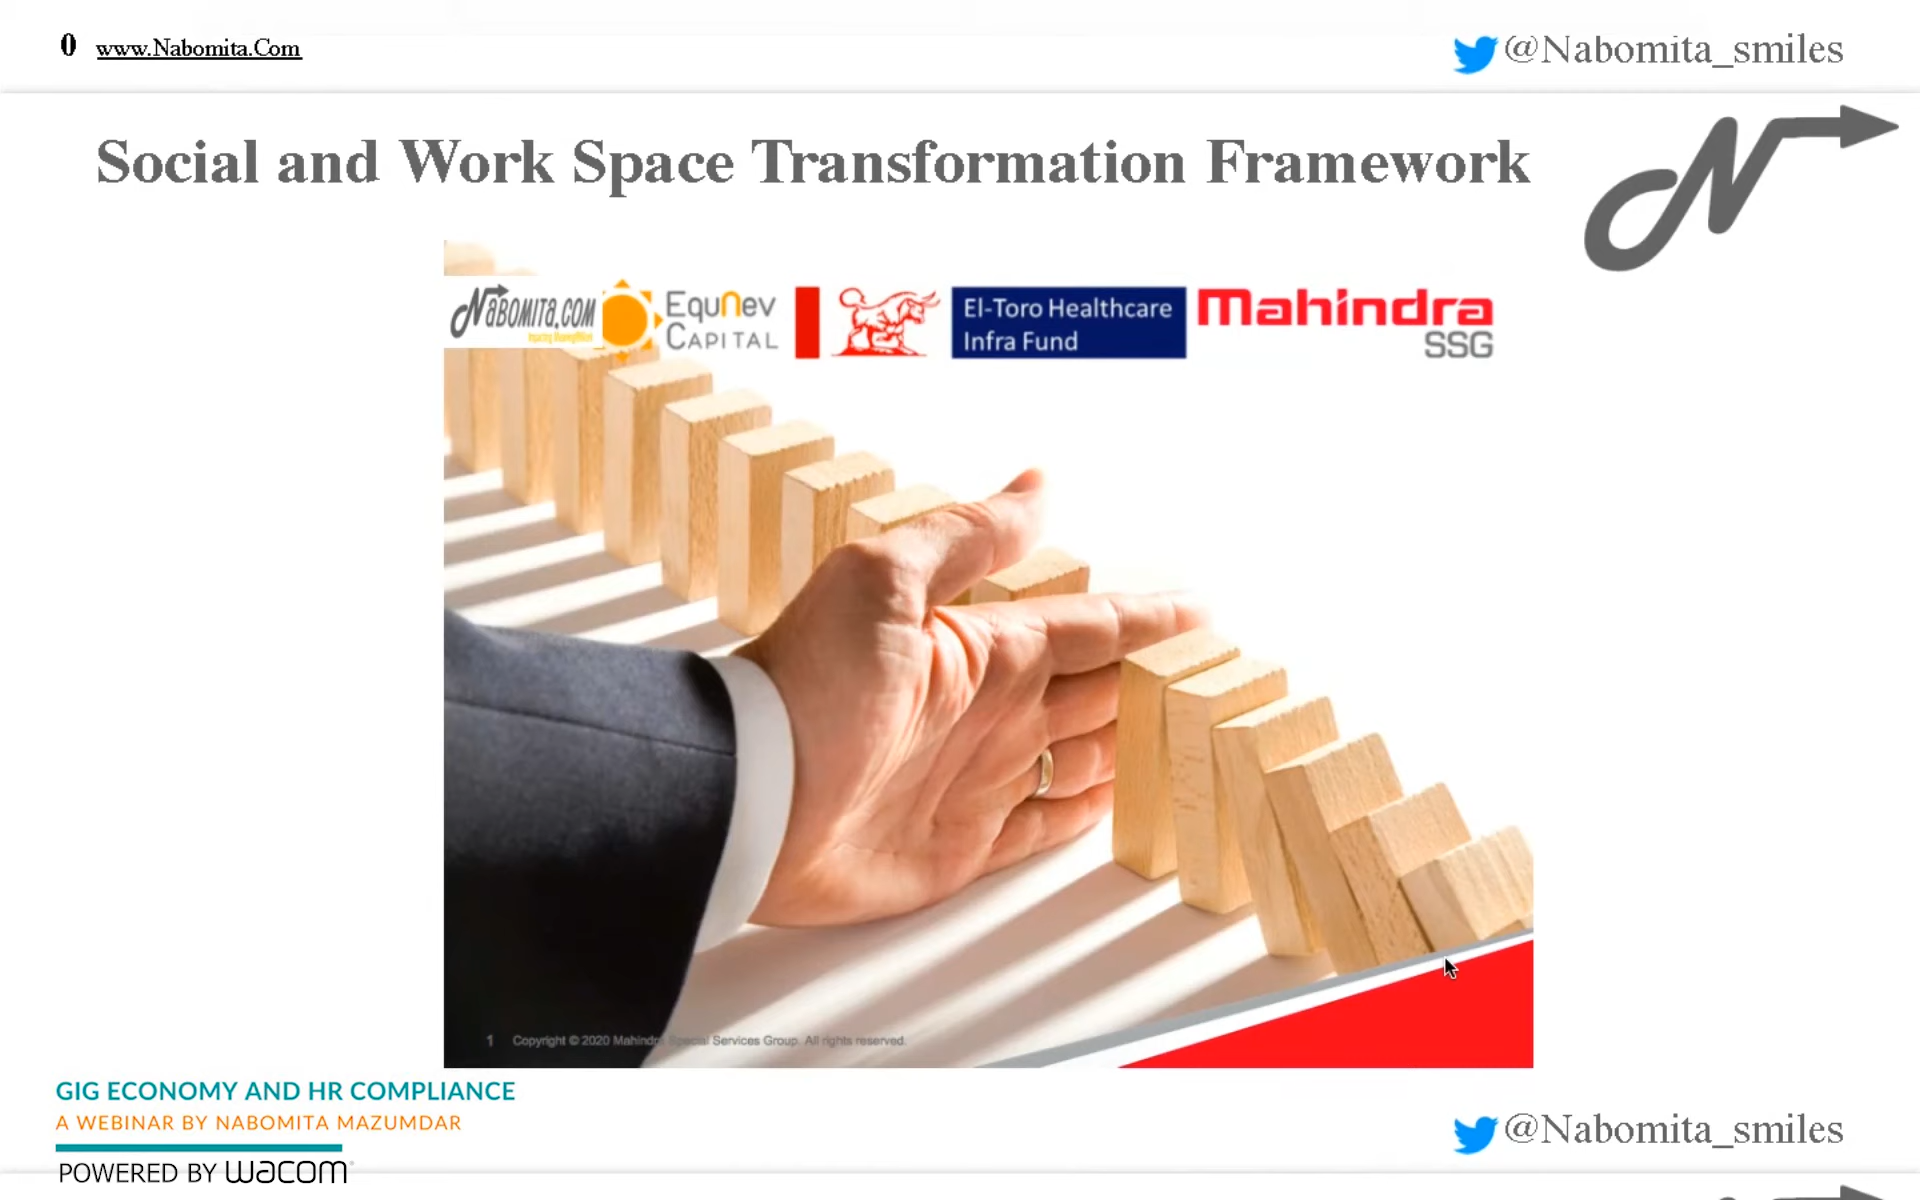 0 www.Nabomita.Com
@Nabomita_smiles
Social and Work Space Transformation Framework
NaBOMITa.COM
EquNev
CAPITAL
El-Toro Healthcare
Infra Fund
Mahindra
SSG
1 Copyright © 2020 Mahindra Special Services Group. All rights reserved.
GIG ECONOMY AND HR COMPLIANCE
A WEBINAR BY NABOMITA MAZUMDAR
POWERED BY wacom
@Nabomita_smiles